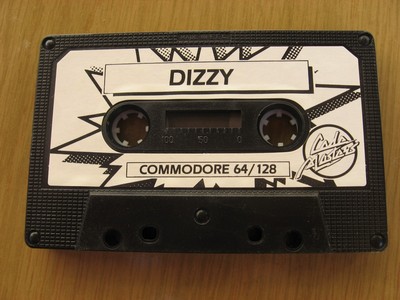 DIZZY
100 50 0
COMMODORE 64/128
Code
Masters